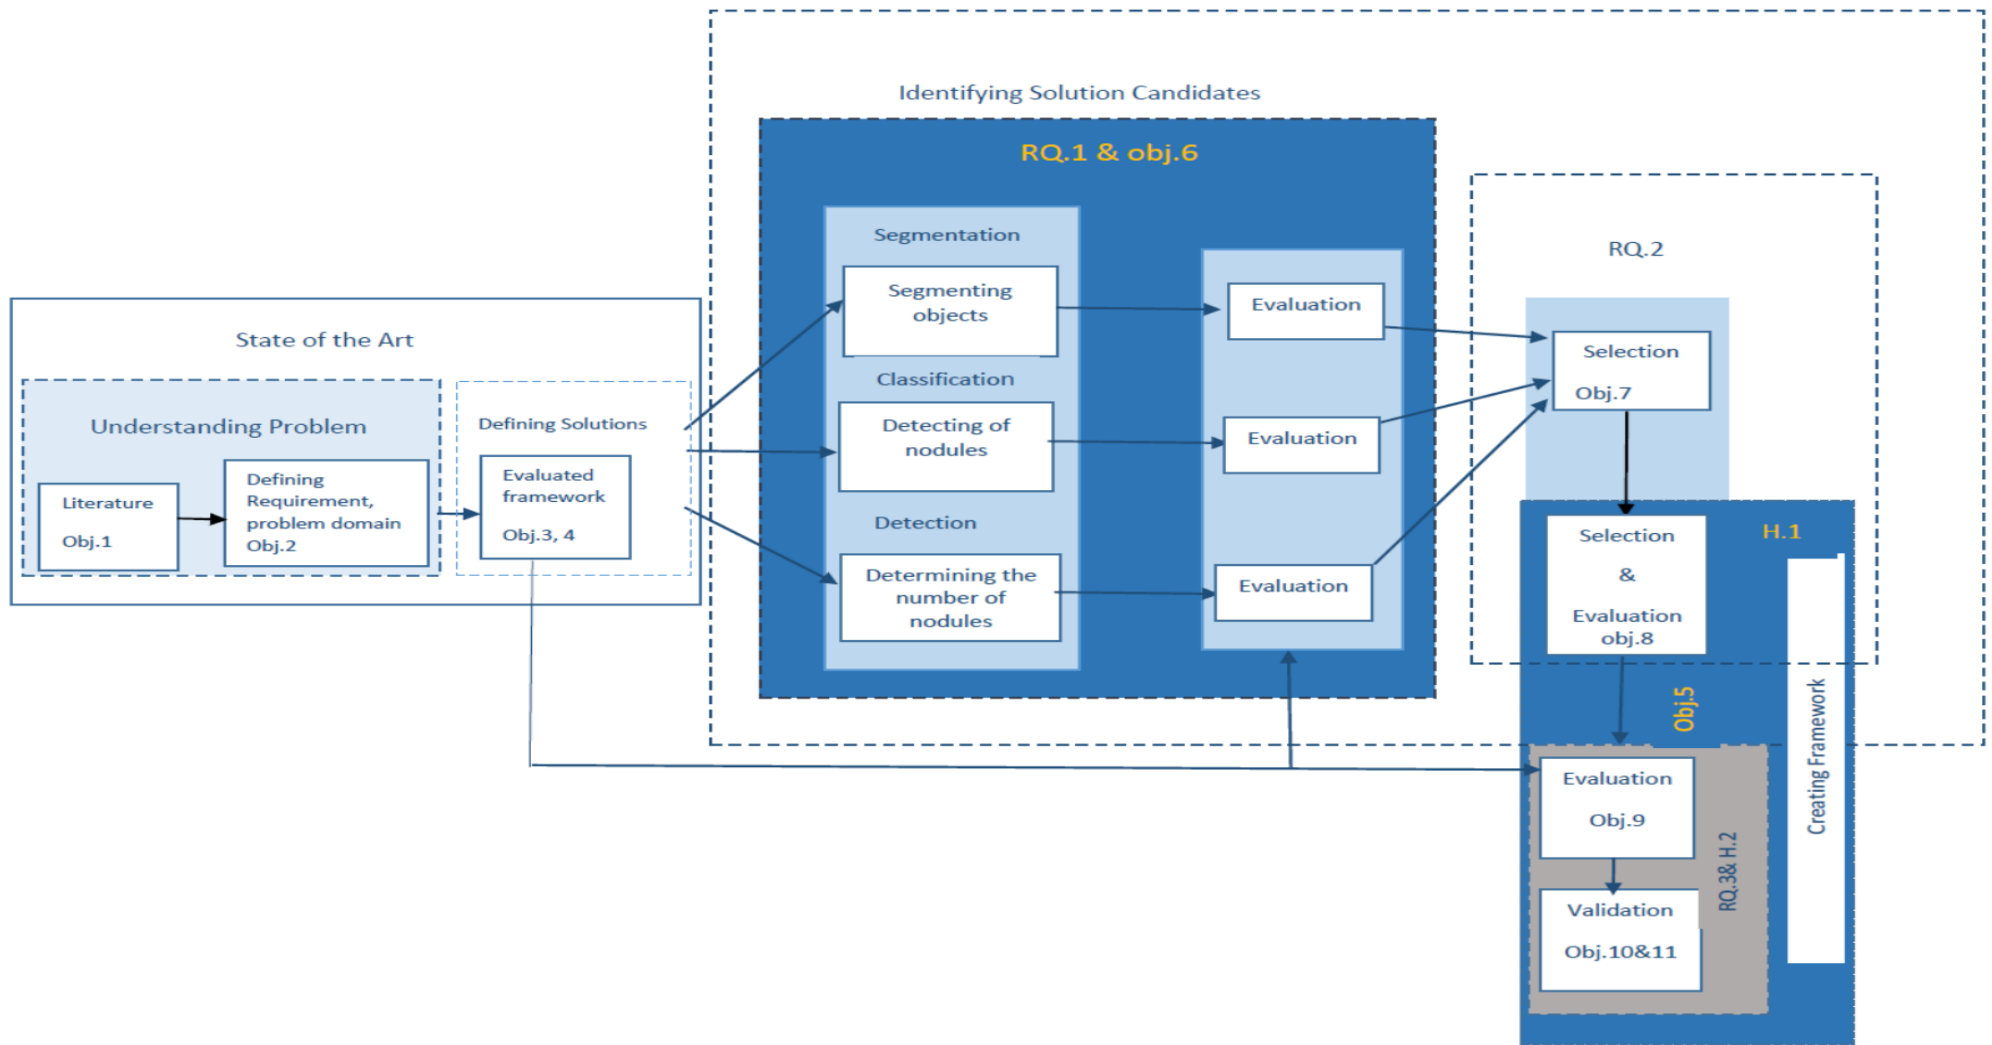 Identifying Solution Candidates
RQ.1 & obj.6
State of the Art
Understanding Problem
Literature
Obj.1
Defining
Requirement,
problem domain
Obj.2
Defining Solutions
Evaluated
framework
Obj.3, 4
Segmentation
Segmenting
objects
Classification
Detecting of
nodules
Detection
Determining the
number of
nodules
Evaluation
Evaluation
Evaluation
RQ.2
Selection
Obj.7
H.1
Selection
&
Evaluation
obj.8
Obj.5
Creating Framework
Evaluation
Obj.9
RQ.3& H.2
Validation
Obj.10&11